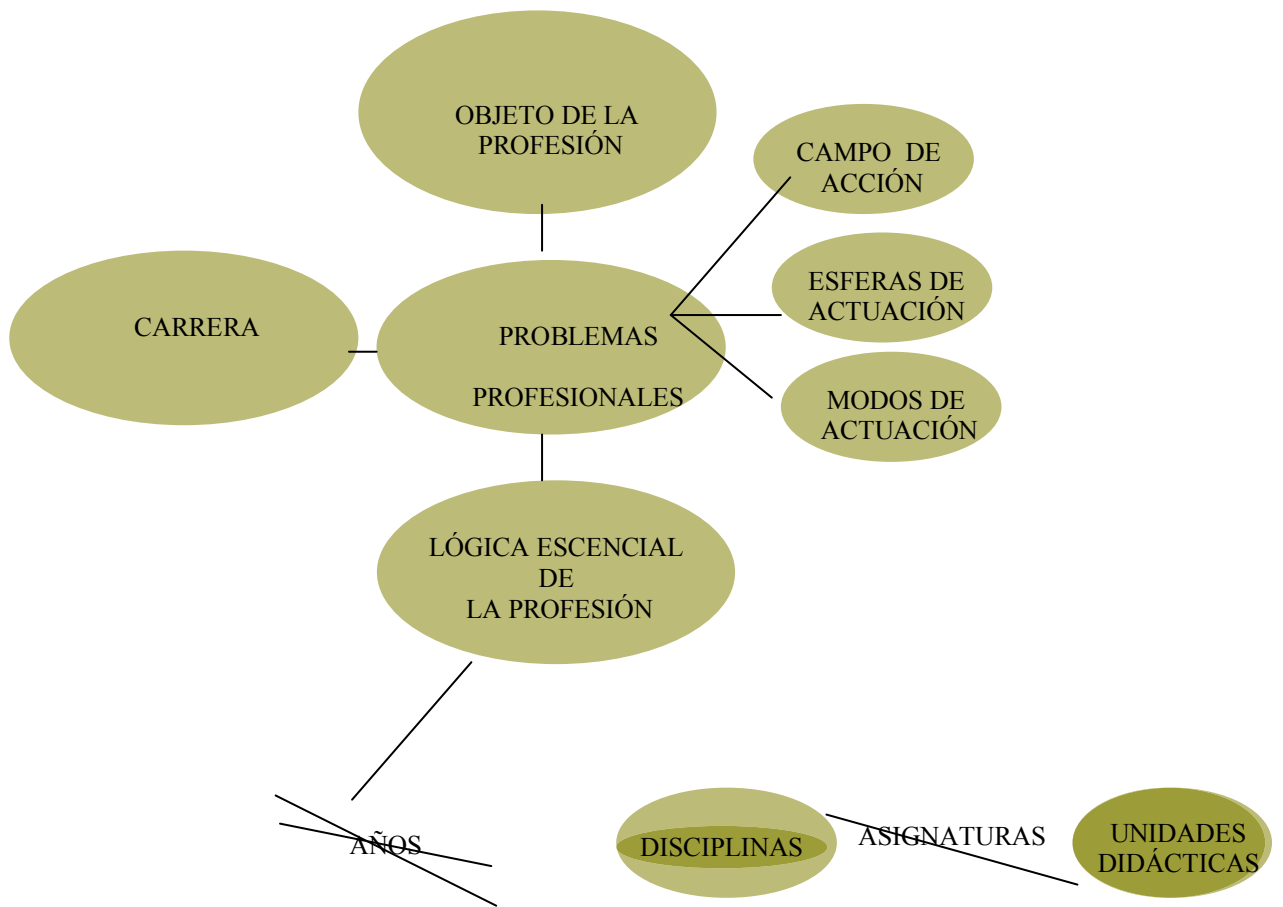 OBJETO DE LA
PROFESIÓN
CAMPO DE
ACCIÓN
ESFERAS DE
ACTUACIÓN
CARRERA
PROBLEMAS
PROFESIONALES
MODOS DE
ACTUACIÓN
LÓGICA ESCENCIAL
DE
LA PROFESIÓN
AÑOS
DISCIPLINAS
ASIGNATURAS
UNIDADES
DIDÁCTICAS